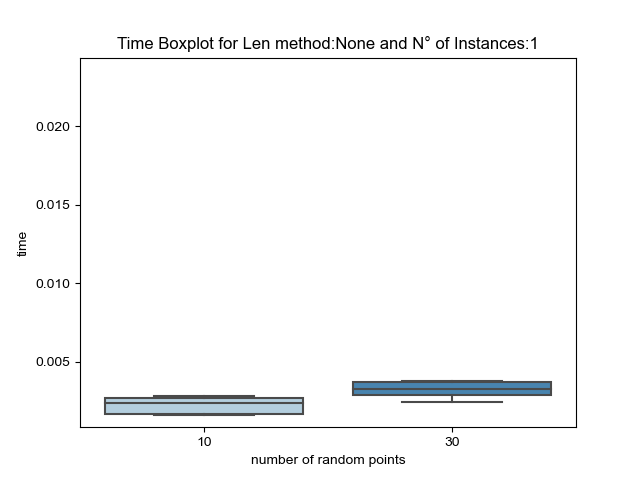 Time Boxplot for Len method:None and N° of Instances:1
0.020
0.015
0.010
0.005
time
10
30
number of random points